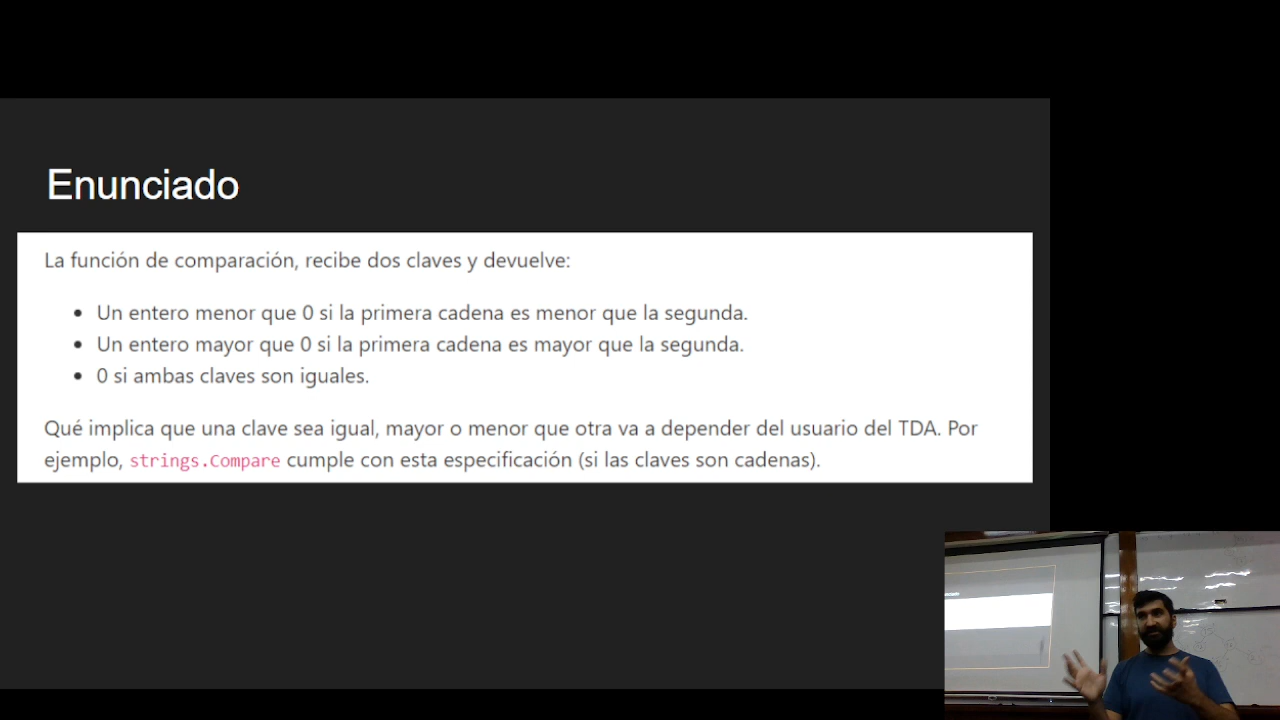 Enunciado
La función de comparación, recibe dos claves y devuelve:
• Un entero menor que 0 si la primera cadena es menor que la segunda.
• Un entero mayor que 0 si la primera cadena es mayor que la segunda.
• 0 si ambas claves son iguales.
Qué implica que una clave sea igual, mayor o menor que otra va a depender del usuario del TDA. Por
ejemplo, strings.Compare cumple con esta especificación (si las claves son cadenas).